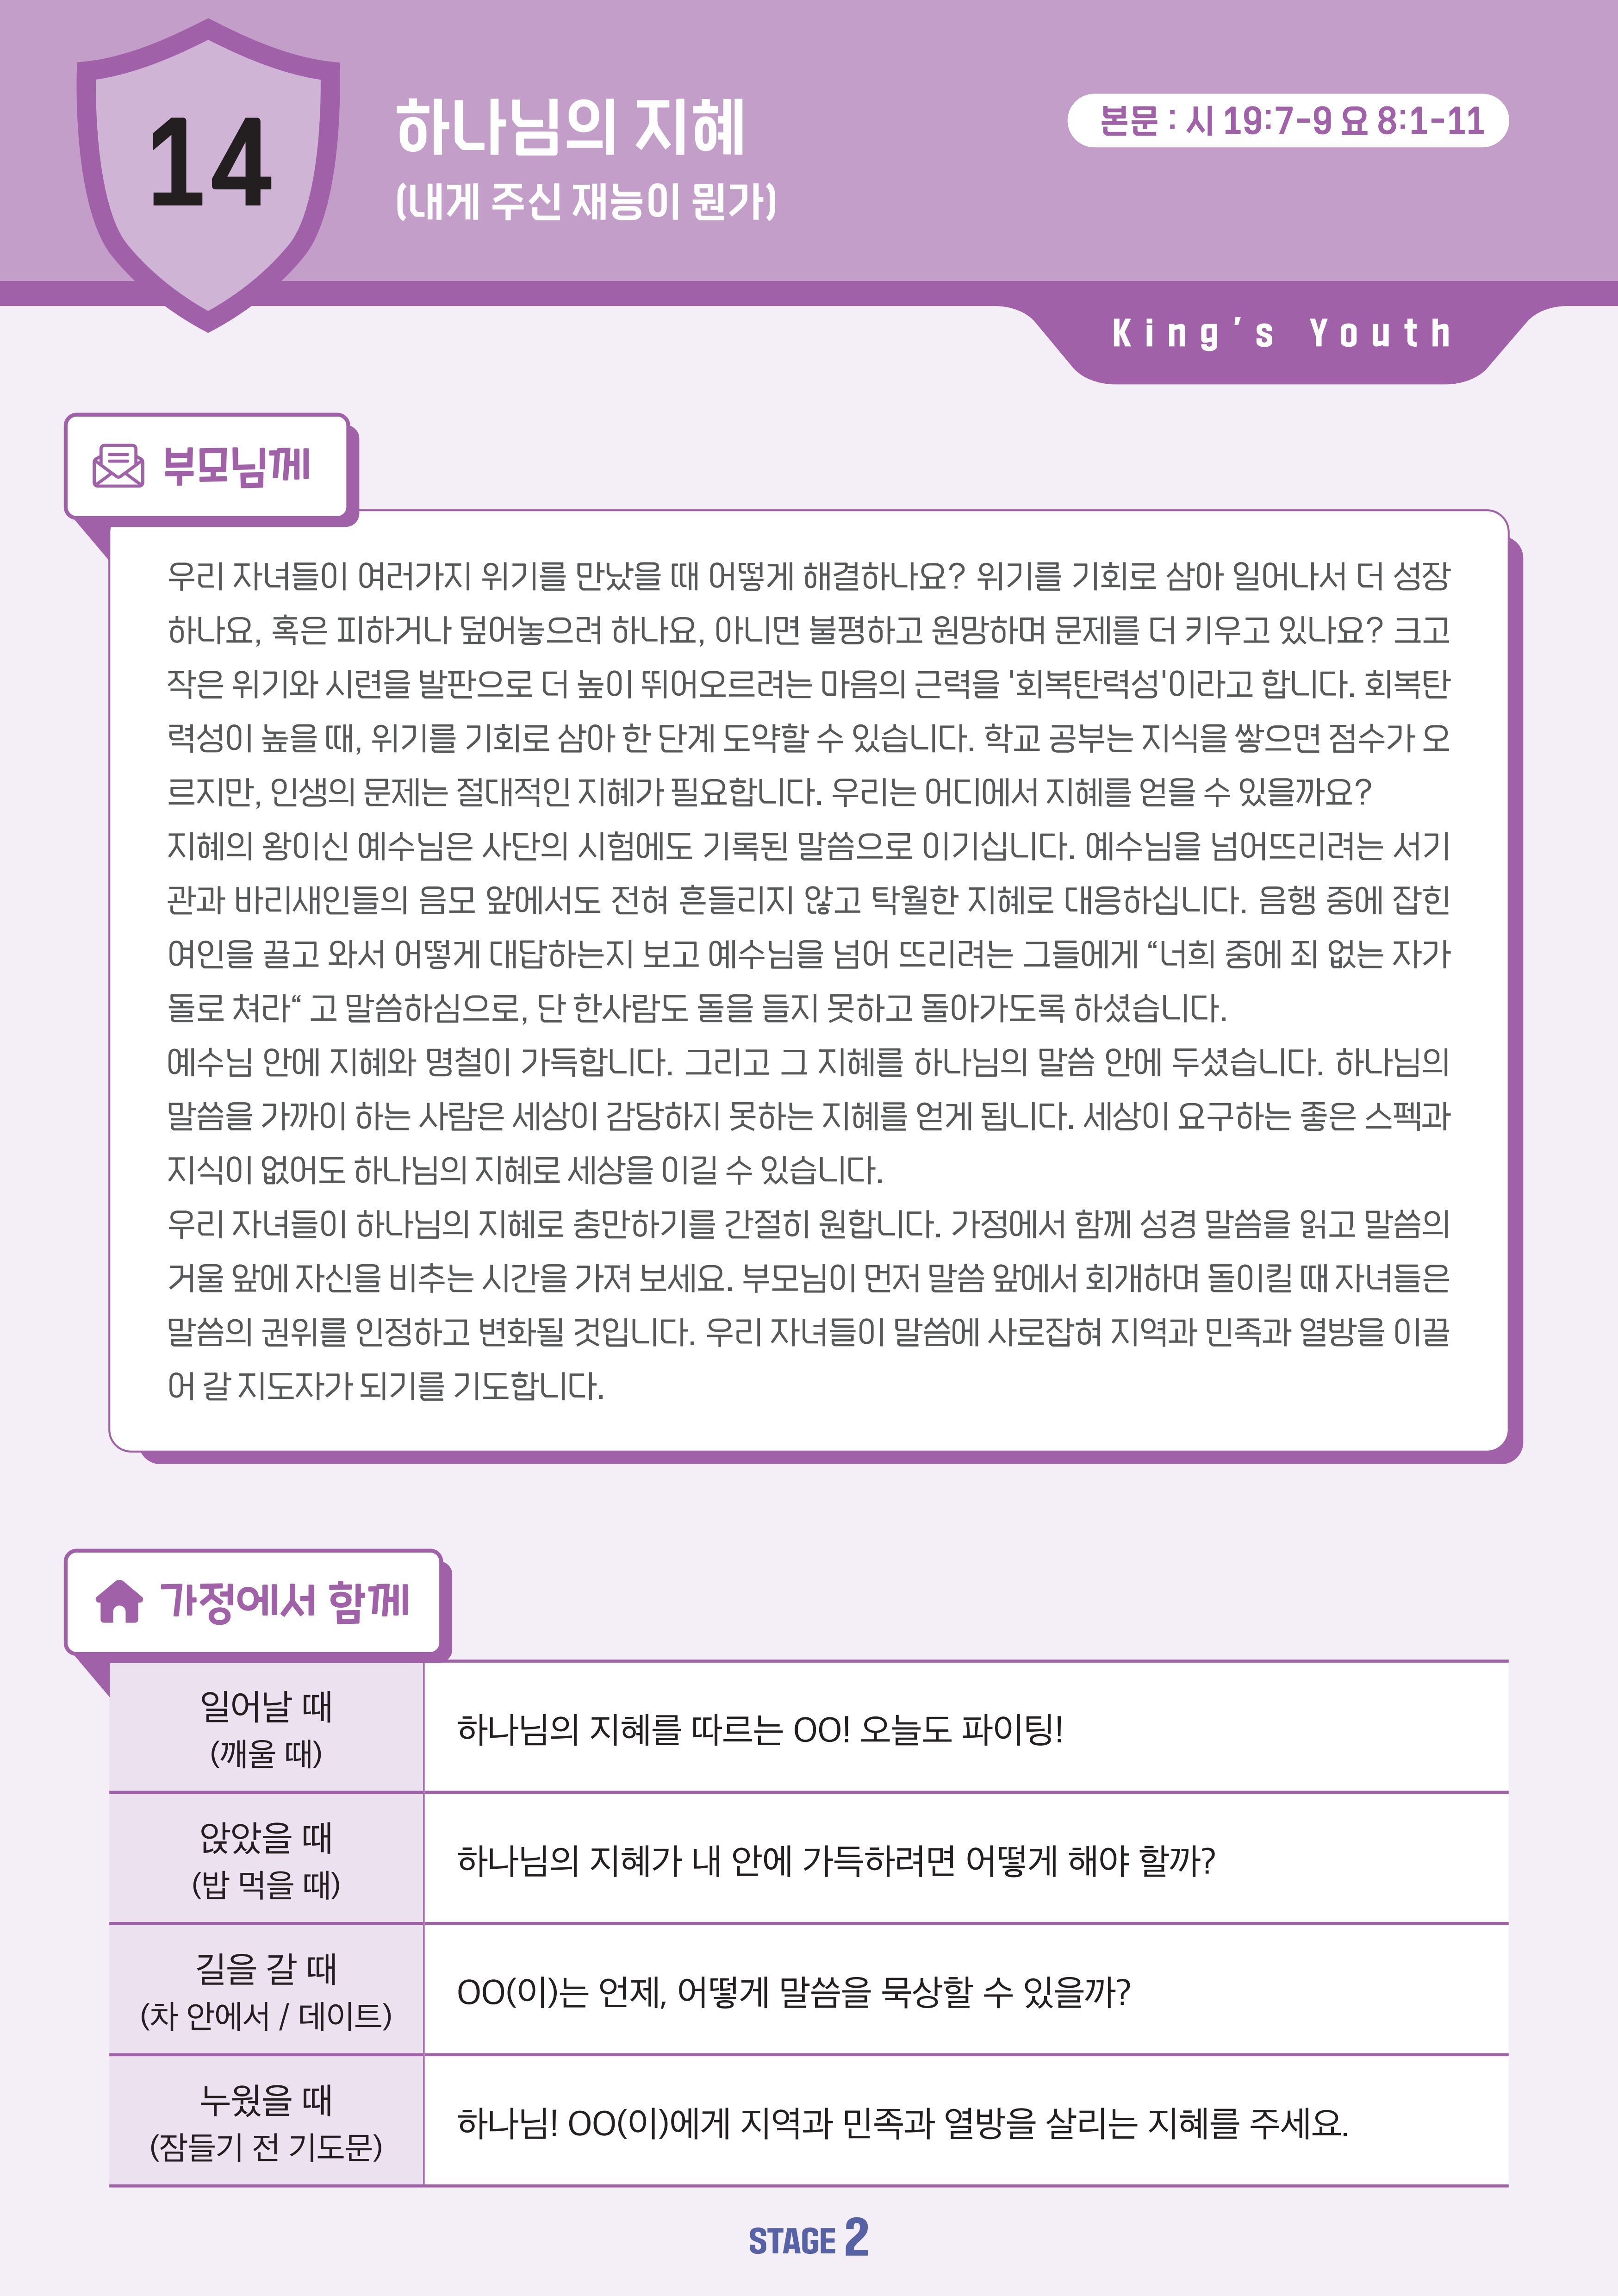 14
하나님의 지혜
(내게 주신 재능이 뭔가)
본문 : 시 19:7-9 요 8:1-11
King's Youth
부모님께
우리 자녀들이 여러가지 위기를 만났을 때 어떻게 해결하나요? 위기를 기회로 삼아 일어나서 더 성장
하나요, 혹은 피하거나 덮어놓으려 하나요, 아니면 불평하고 원망하며 문제를 더 키우고 있나요? 크고
작은 위기와 시련을 발판으로 더 높이 뛰어오르려는 마음의 근력을 '회복탄력성'이라고 합니다. 회복탄
력성이 높을 때, 위기를 기회로 삼아 한 단계 도약할 수 있습니다. 학교 공부는 지식을 쌓으면 점수가 오
르지만, 인생의 문제는 절대적인 지혜가 필요합니다. 우리는 어디에서 지혜를 얻을 수 있을까요?
지혜의 왕이신 예수님은 사단의 시험에도 기록된 말씀으로 이기십니다. 예수님을 넘어뜨리려는 서기
관과 바리새인들의 음모 앞에서도 전혀 흔들리지 않고 탁월한 지혜로 대응하십니다. 음행 중에 잡힌
여인을 끌고 와서 어떻게 대답하는지 보고 예수님을 넘어 뜨리려는 그들에게 “너희 중에 죄 없는 자가
돌로 쳐라“ 고 말씀하심으로, 단 한사람도 돌을 들지 못하고 돌아가도록 하셨습니다.
예수님 안에 지혜와 명철이 가득합니다. 그리고 그 지혜를 하나님의 말씀 안에 두셨습니다. 하나님의
말씀을 가까이 하는 사람은 세상이 감당하지 못하는 지혜를 얻게 됩니다. 세상이 요구하는 좋은 스펙과
지식이 없어도 하나님의 지혜로 세상을 이길 수 있습니다.
우리 자녀들이 하나님의 지혜로 충만하기를 간절히 원합니다. 가정에서 함께 성경 말씀을 읽고 말씀의
거울 앞에 자신을 비추는 시간을 가져 보세요. 부모님이 먼저 말씀 앞에서 회개하며 돌이킬 때 자녀들은
말씀의 권위를 인정하고 변화될 것입니다. 우리 자녀들이 말씀에 사로잡혀 지역과 민족과 열방을 이끌
어 갈 지도자가 되기를 기도합니다.
가정에서 함께
일어날 때
(깨울 때)
하나님의 지혜를 따르는 OO! 오늘도 파이팅!
앉았을 때
(밥 먹을 때)
하나님의 지혜가 내 안에 가득하려면 어떻게 해야 할까?
길을 갈 때
(차 안에서 / 데이트)
OO(이)는 언제, 어떻게 말씀을 묵상할 수 있을까?
누웠을 때
(잠들기 전 기도문)
하나님! OO(이)에게 지역과 민족과 열방을 살리는 지혜를 주세요.
STAGE 2